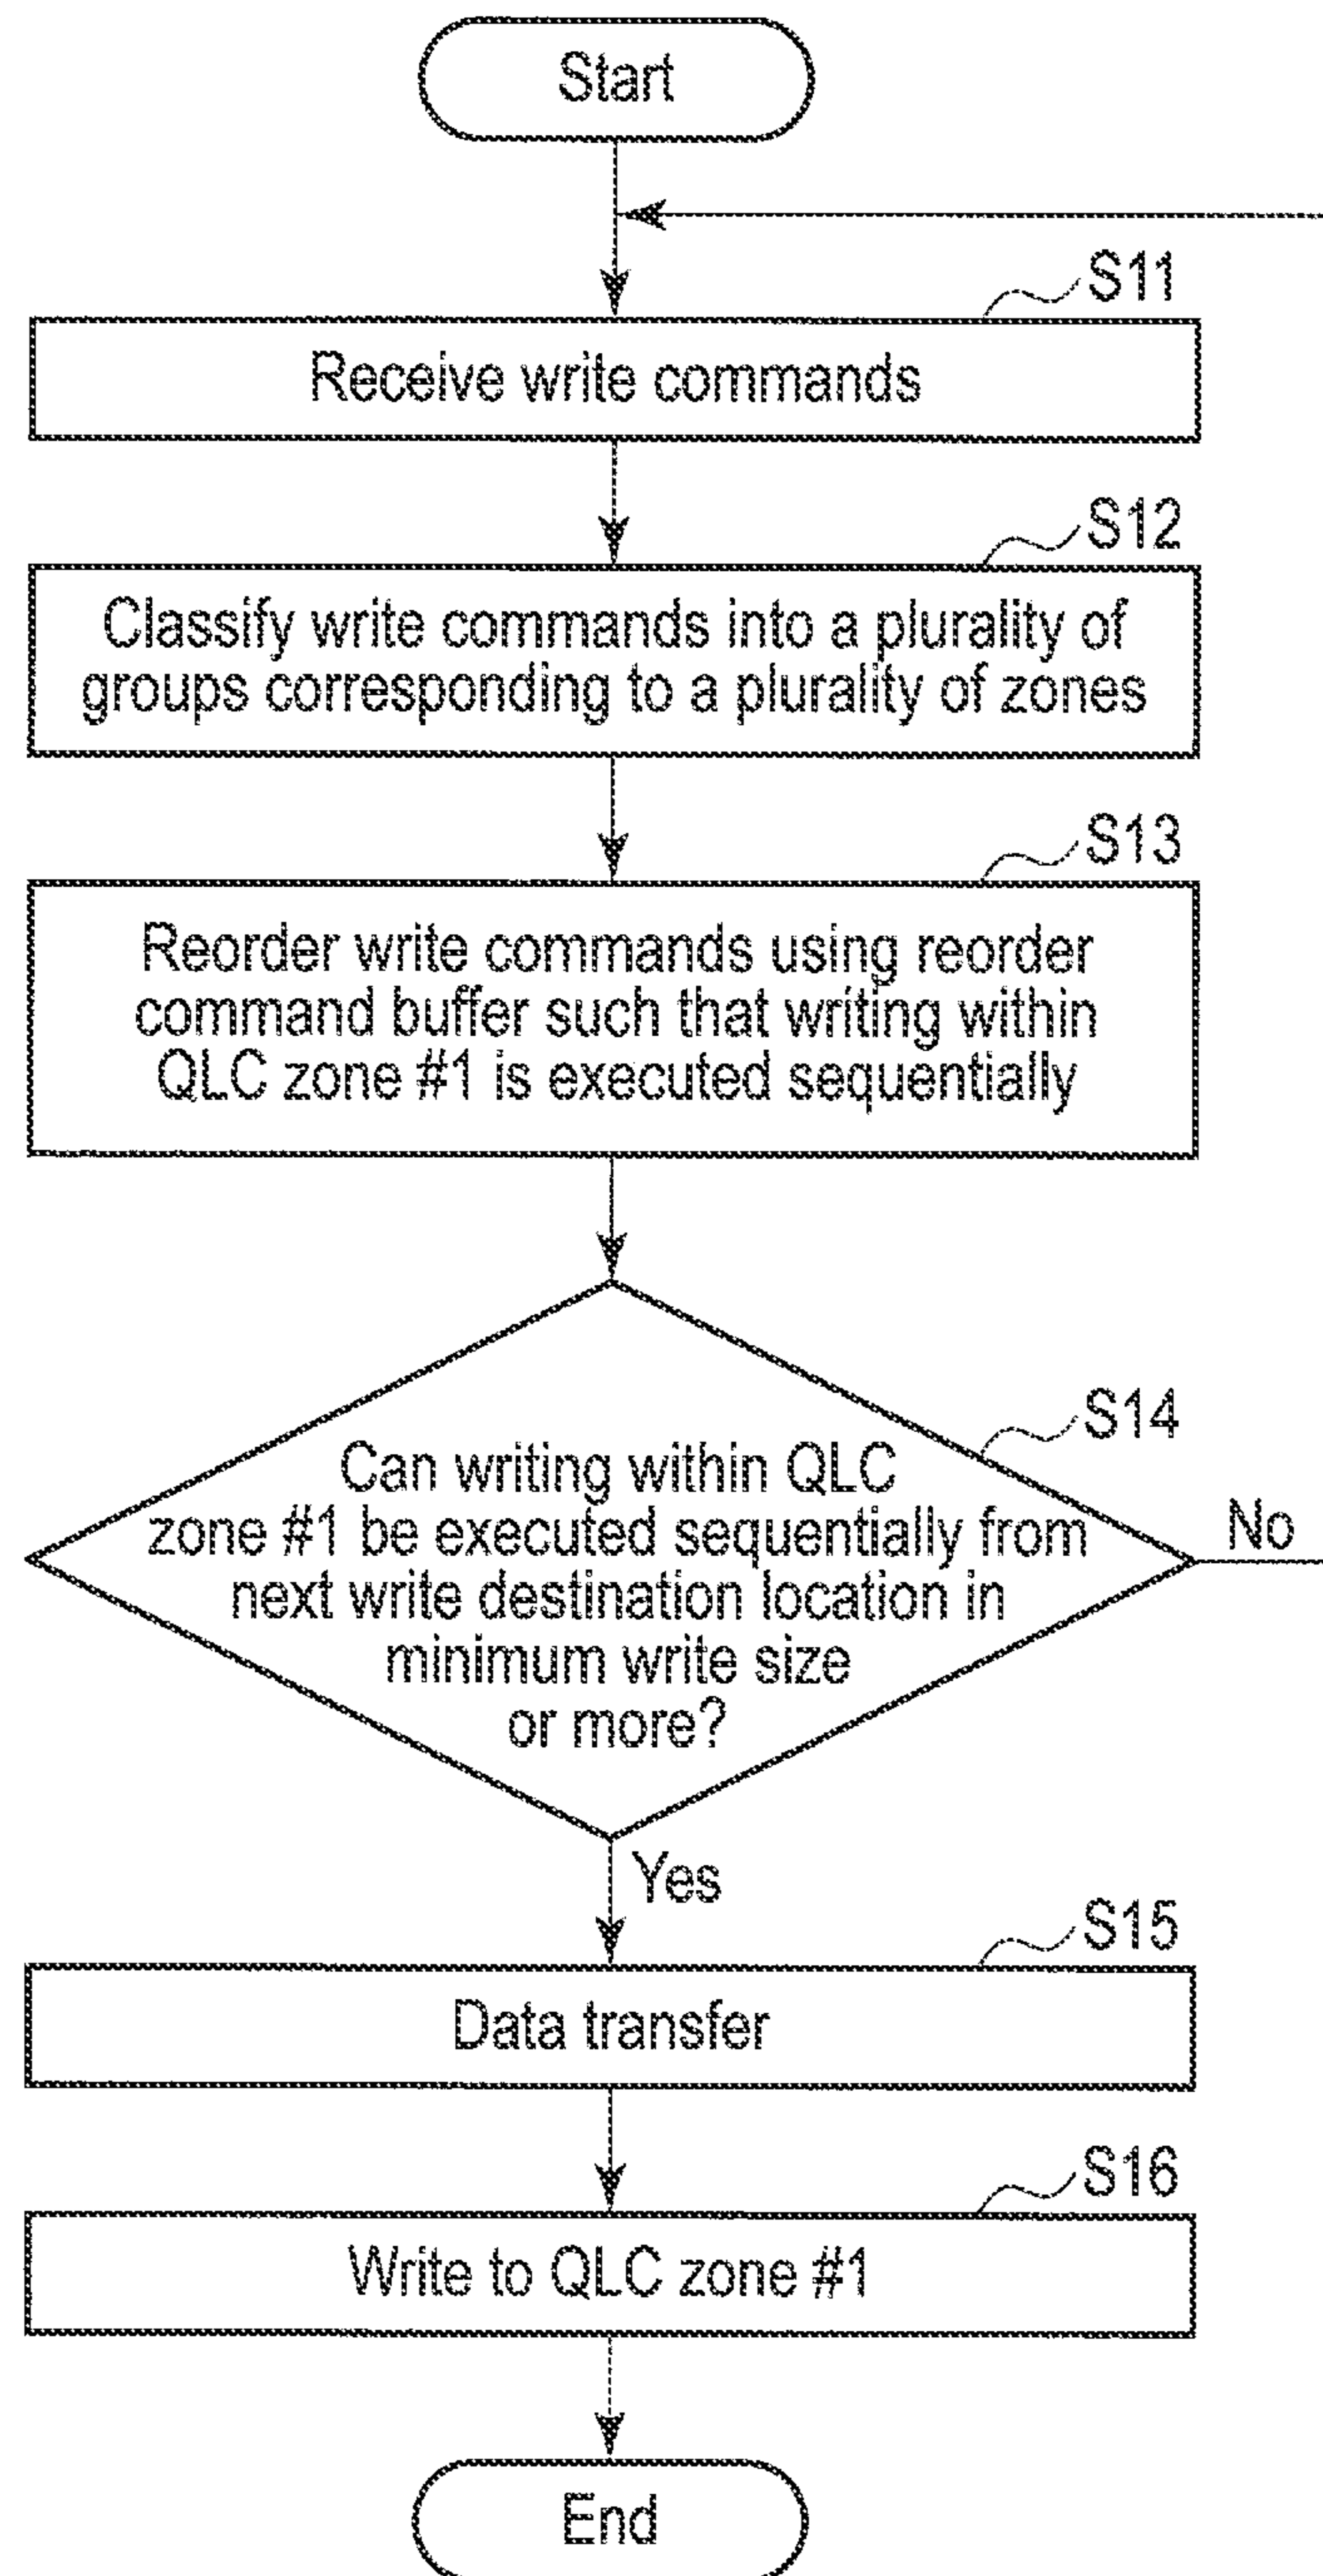 Start
S11
Receive write commands
S12
Classify write commands into a plurality of
groups corresponding to a plurality of zones
S13
Reorder write commands using reorder
command buffer such that writing within
QLC zone #1 is executed sequentially
S14
Can writing within QLC
zone #1 be executed sequentially from
No
next write destination location in
minimum write size
or more?
Yes
S15
Data transfer
S16
Write to QLC zone #1
End